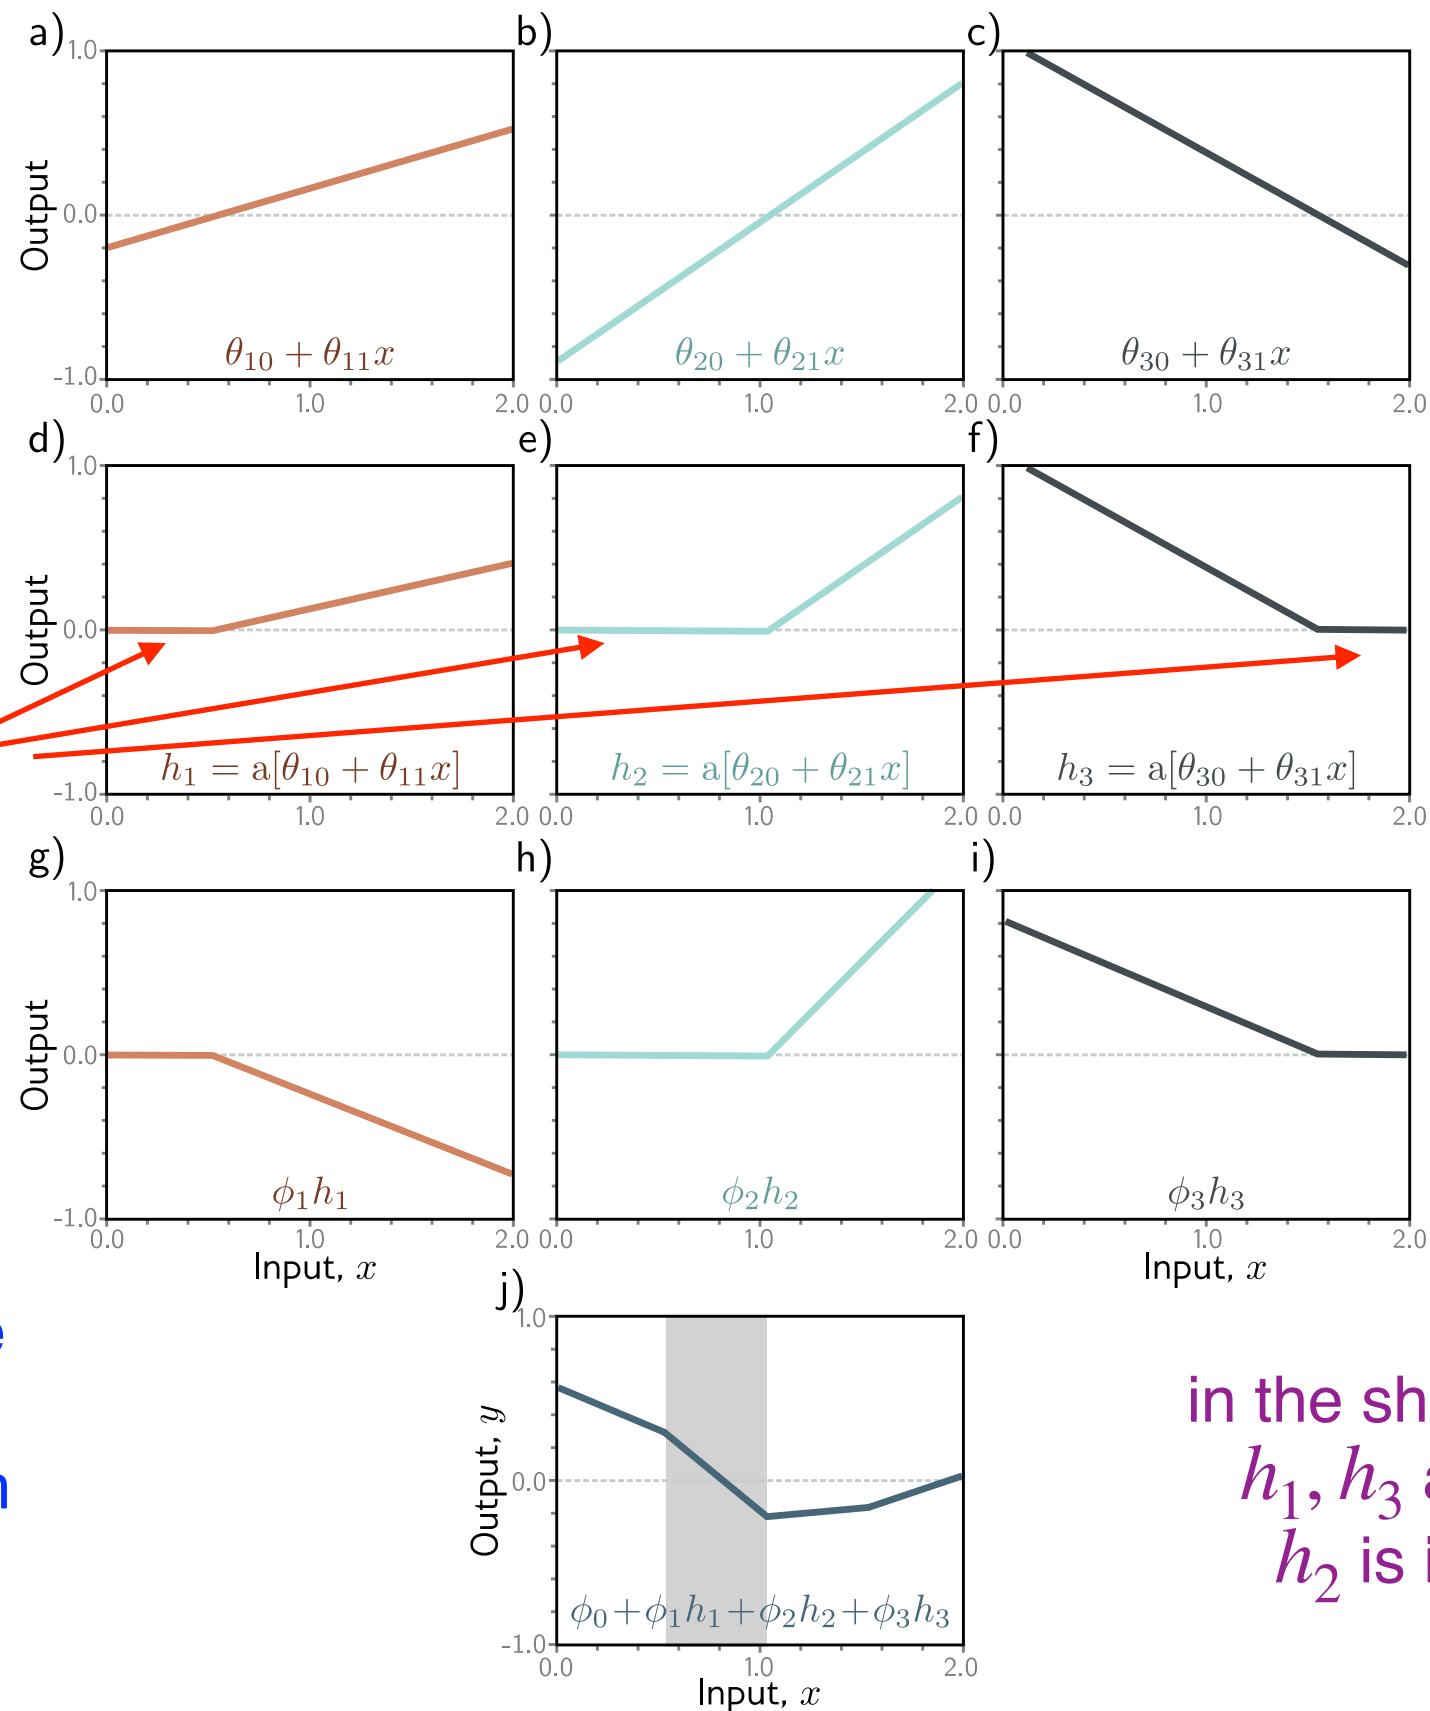 a) b) c)
1.0
Output
0.0
-1.0
θ₁₀ + θ₁₁x θ₂₀ + θ₂₁x θ₃₀ + θ₃₁x
0.0 1.0 2.0 0.0 1.0 2.0 0.0 1.0 2.0
d) e) f)
1.0
Output
0.0
-1.0
h₁ = a[θ₁₀ + θ₁₁x] h₂ = a[θ₂₀ + θ₂₁x] h₃ = a[θ₃₀ + θ₃₁x]
0.0 1.0 2.0 0.0 1.0 2.0 0.0 1.0 2.0
g) h) i)
1.0
Output
0.0
-1.0
ϕ₁h₁ ϕ₂h₂ ϕ₃h₃
0.0 1.0 2.0 0.0 1.0 2.0 0.0 1.0 2.0
Input, x Input, x
j)
1.0
Output, y
0.0
-1.0
ϕ₀+ϕ₁h₁+ϕ₂h₂+ϕ₃h₃
0.0 1.0 2.0
Input, x
in the
h₁, h₃
h₂ is